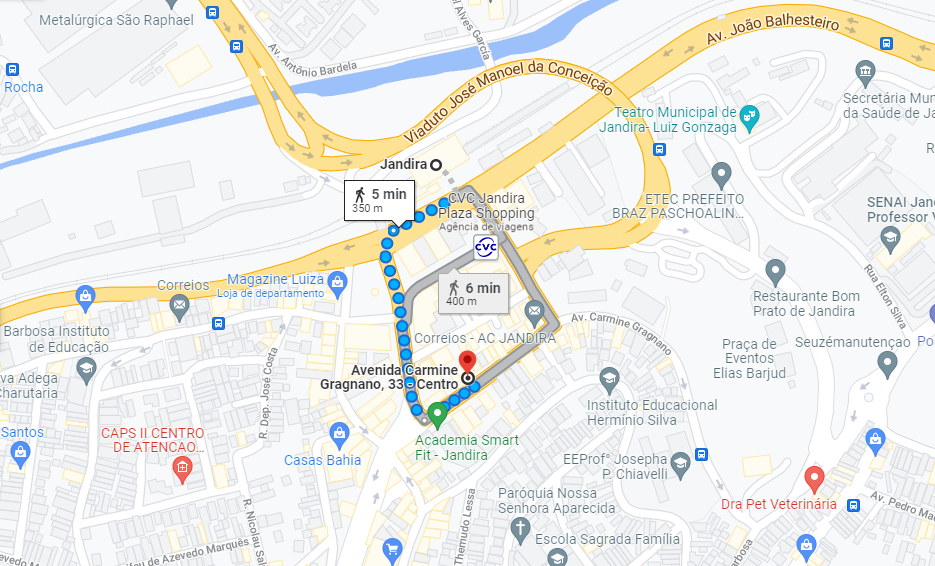 Metalúrgica São Raphael
Av. Antônio Bardela
el Alves Garcia
Rocha
Viaduto José Manoel da Conceição
Av. João Balhesteiro
Teatro Municipal de
Jandira- Luiz Gonzaga
Secretária Mun
da Saúde de Ja
Jandira
5 min
350 m
CVC Jandira
Plaza Shopping
Agência de viagens
CVC
ETEC PREFEITO
BRAZ PASCHOALIN...
SENAI Jand
Professor V
Magazine Luiza
Loja de departamento
Correios
6 min
400 m
Restaurante Bom
Prato de Jandira
Rua Elton Silva
Barbosa Instituto
de Educação
Correios - AC JANDIRA
Av. Carmine Gragnano
Praça de
Eventos
Elias Barjud
Seuzémanutençao
Po
va Adega
Charutaria
R. Dep. José Costa
Avenida Carmine
Gragnano, 33 - Centro
Instituto Educacional
Hermínio Silva
Santos
CAPS II CENTRO
DE ATENCAO...
Casas Bahia
Academia Smart
Fit - Jandira
EEProfª Josepha
P. Chiavelli
Dra Pet Veterinária
Av. Pedro Ma
Paróquia Nossa
Senhora Aparecida
Escola Sagrada Família
R. Nicolau Sal
de Azevedo Marquês
Themudo Lessa
Barbosa